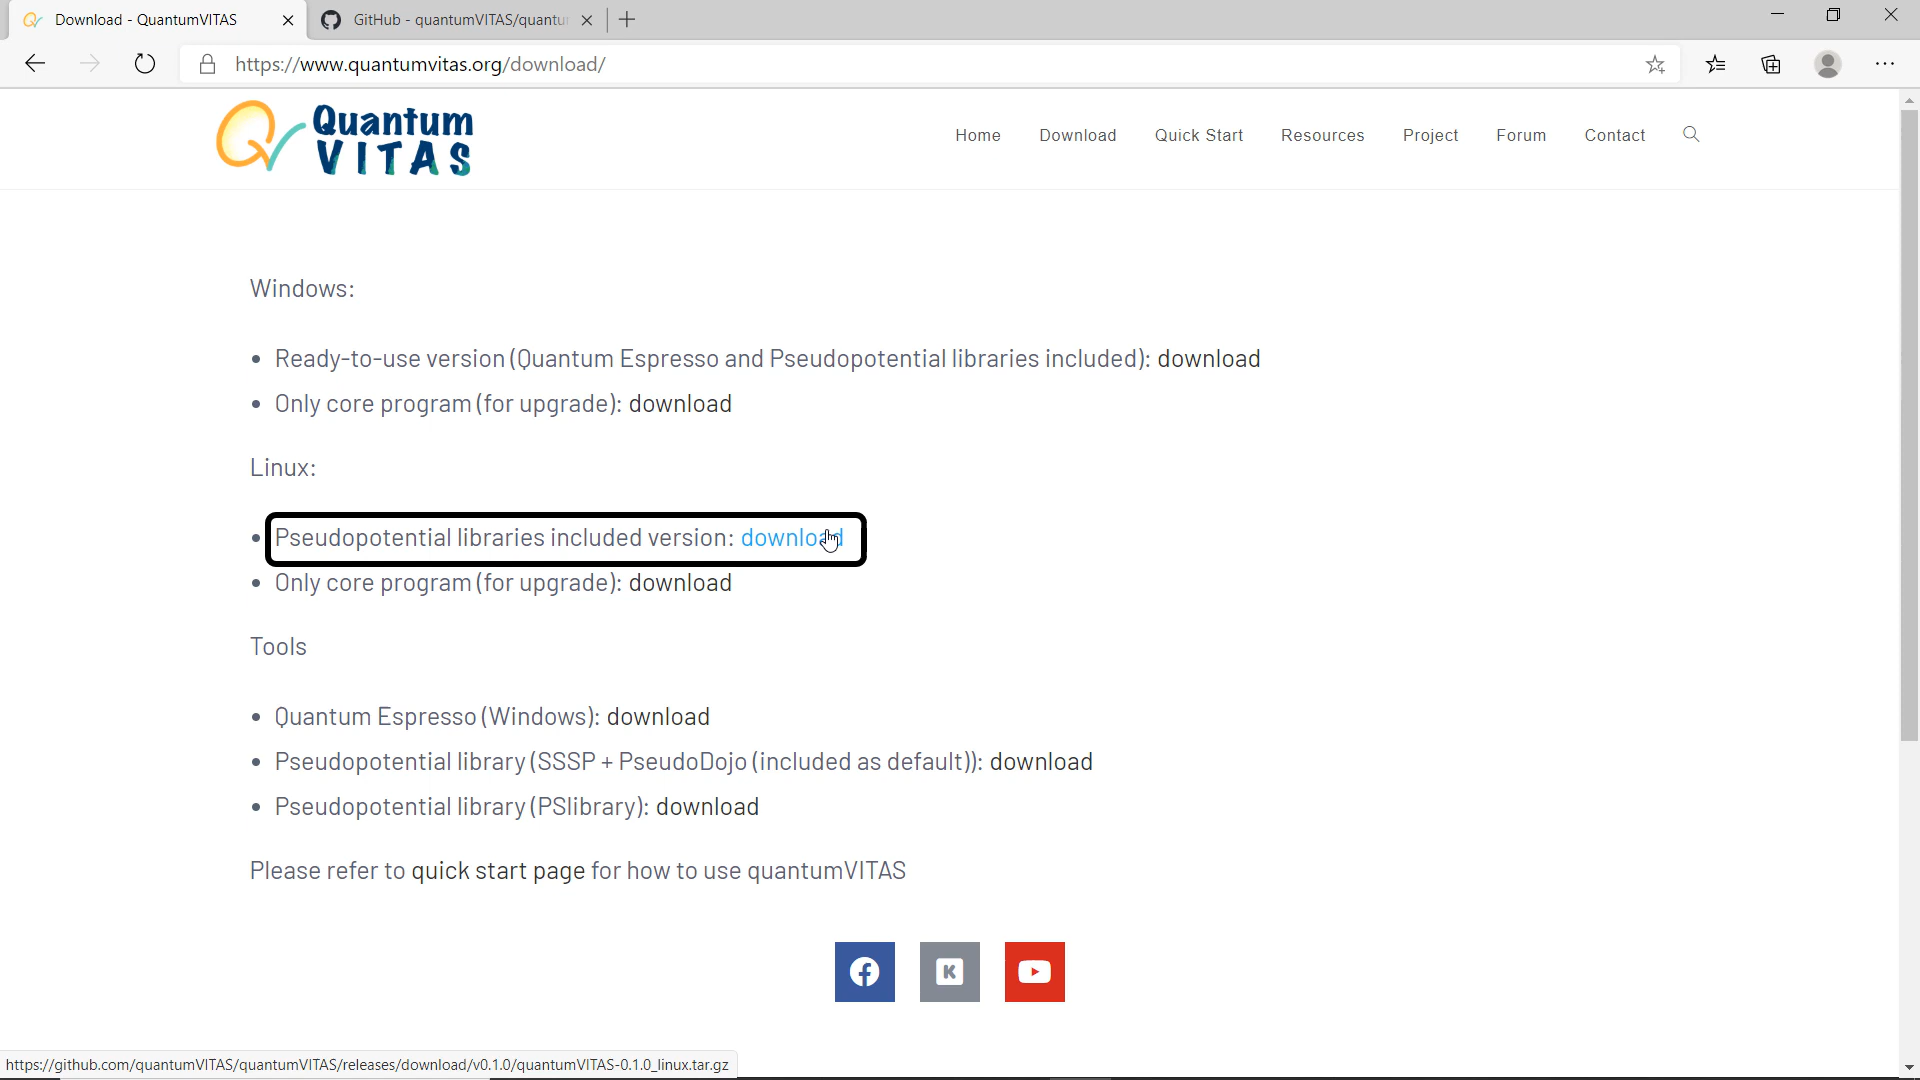 Download - QuantumVITAS
GitHub - quantumVITAS/quantu
https://www.quantumvitas.org/download/
Quantum
VITAS
Home Download Quick Start Resources Project Forum Contact
Windows:
Ready-to-use version (Quantum Espresso and Pseudopotential libraries included): download
Only core program (for upgrade): download
Linux:
Pseudopotential libraries included version: download
Only core program (for upgrade): download
Tools
Quantum Espresso (Windows): download
Pseudopotential library (SSSP + PseudoDojo (included as default)): download
Pseudopotential library (PSlibrary): download
Please refer to quick start page for how to use quantumVITAS
K
https://github.com/quantumVITAS/quantumVITAS/releases/download/v0.1.0/quantumVITAS-0.1.0_linux.tar.gz